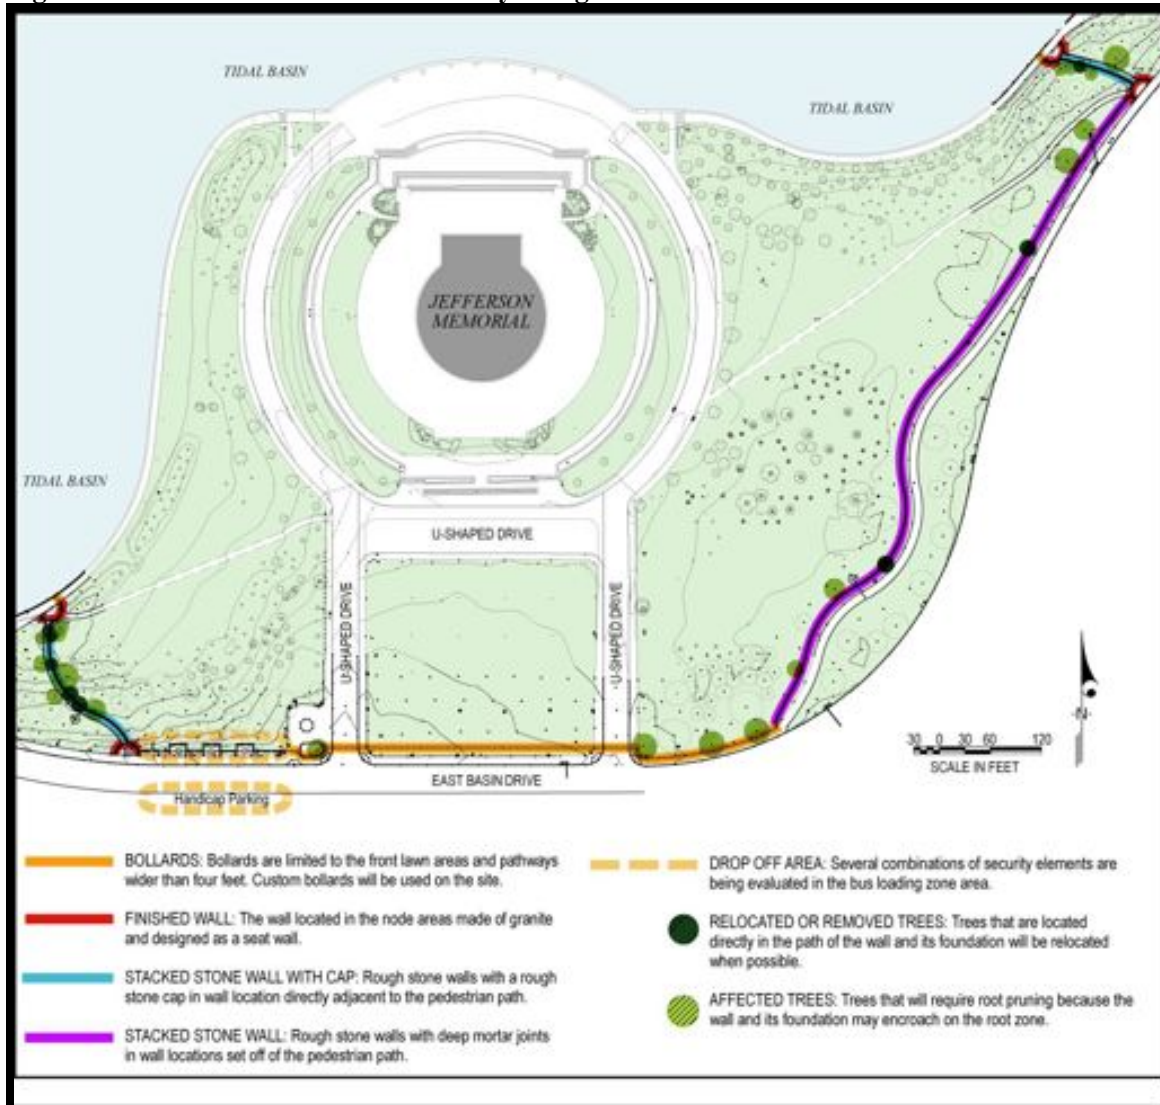 TIDAL BASIN
TIDAL BASIN
JEFFERSON
MEMORIAL
TIDAL BASIN
U-SHAPED DRIVE
U-SHAPED DRIVE
U-SHAPED DRIVE
EAST BASIN DRIVE
Handicap Parking
-N-
30 0 30 60 120
SCALE IN FEET
BOLLARDS: Bollards are limited to the front lawn areas and pathways
wider than four feet. Custom bollards will be used on the site.
FINISHED WALL: The wall located in the node areas made of granite
and designed as a seat wall.
STACKED STONE WALL WITH CAP: Rough stone walls with a rough
stone cap in wall location directly adjacent to the pedestrian path.
STACKED STONE WALL: Rough stone walls with deep mortar joints
in wall locations set off of the pedestrian path.
DROP OFF AREA: Several combinations of security elements are
being evaluated in the bus loading zone area.
RELOCATED OR REMOVED TREES: Trees that are located
directly in the path of the wall and its foundation will be relocated
when possible.
AFFECTED TREES: Trees that will require root pruning because the
wall and its foundation may encroach on the root zone.